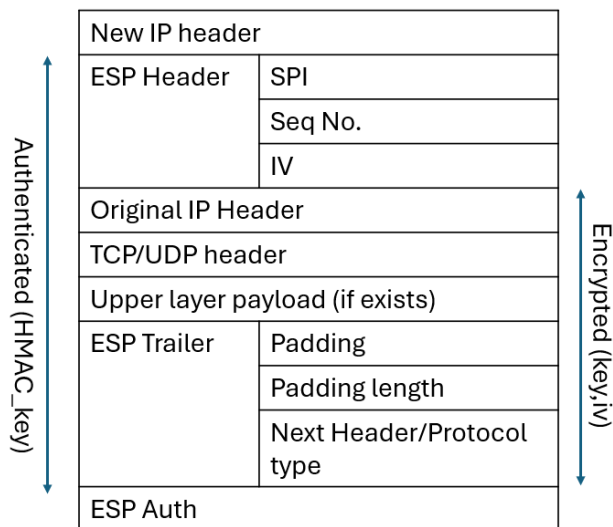 New IP header
ESP Header
SPI
Seq No.
IV
Original IP Header
TCP/UDP header
Upper layer payload (if exists)
ESP Trailer
Padding
Padding length
Next Header/Protocol
type
ESP Auth
Authenticated (HMAC_key)
Encrypted (key,iv)